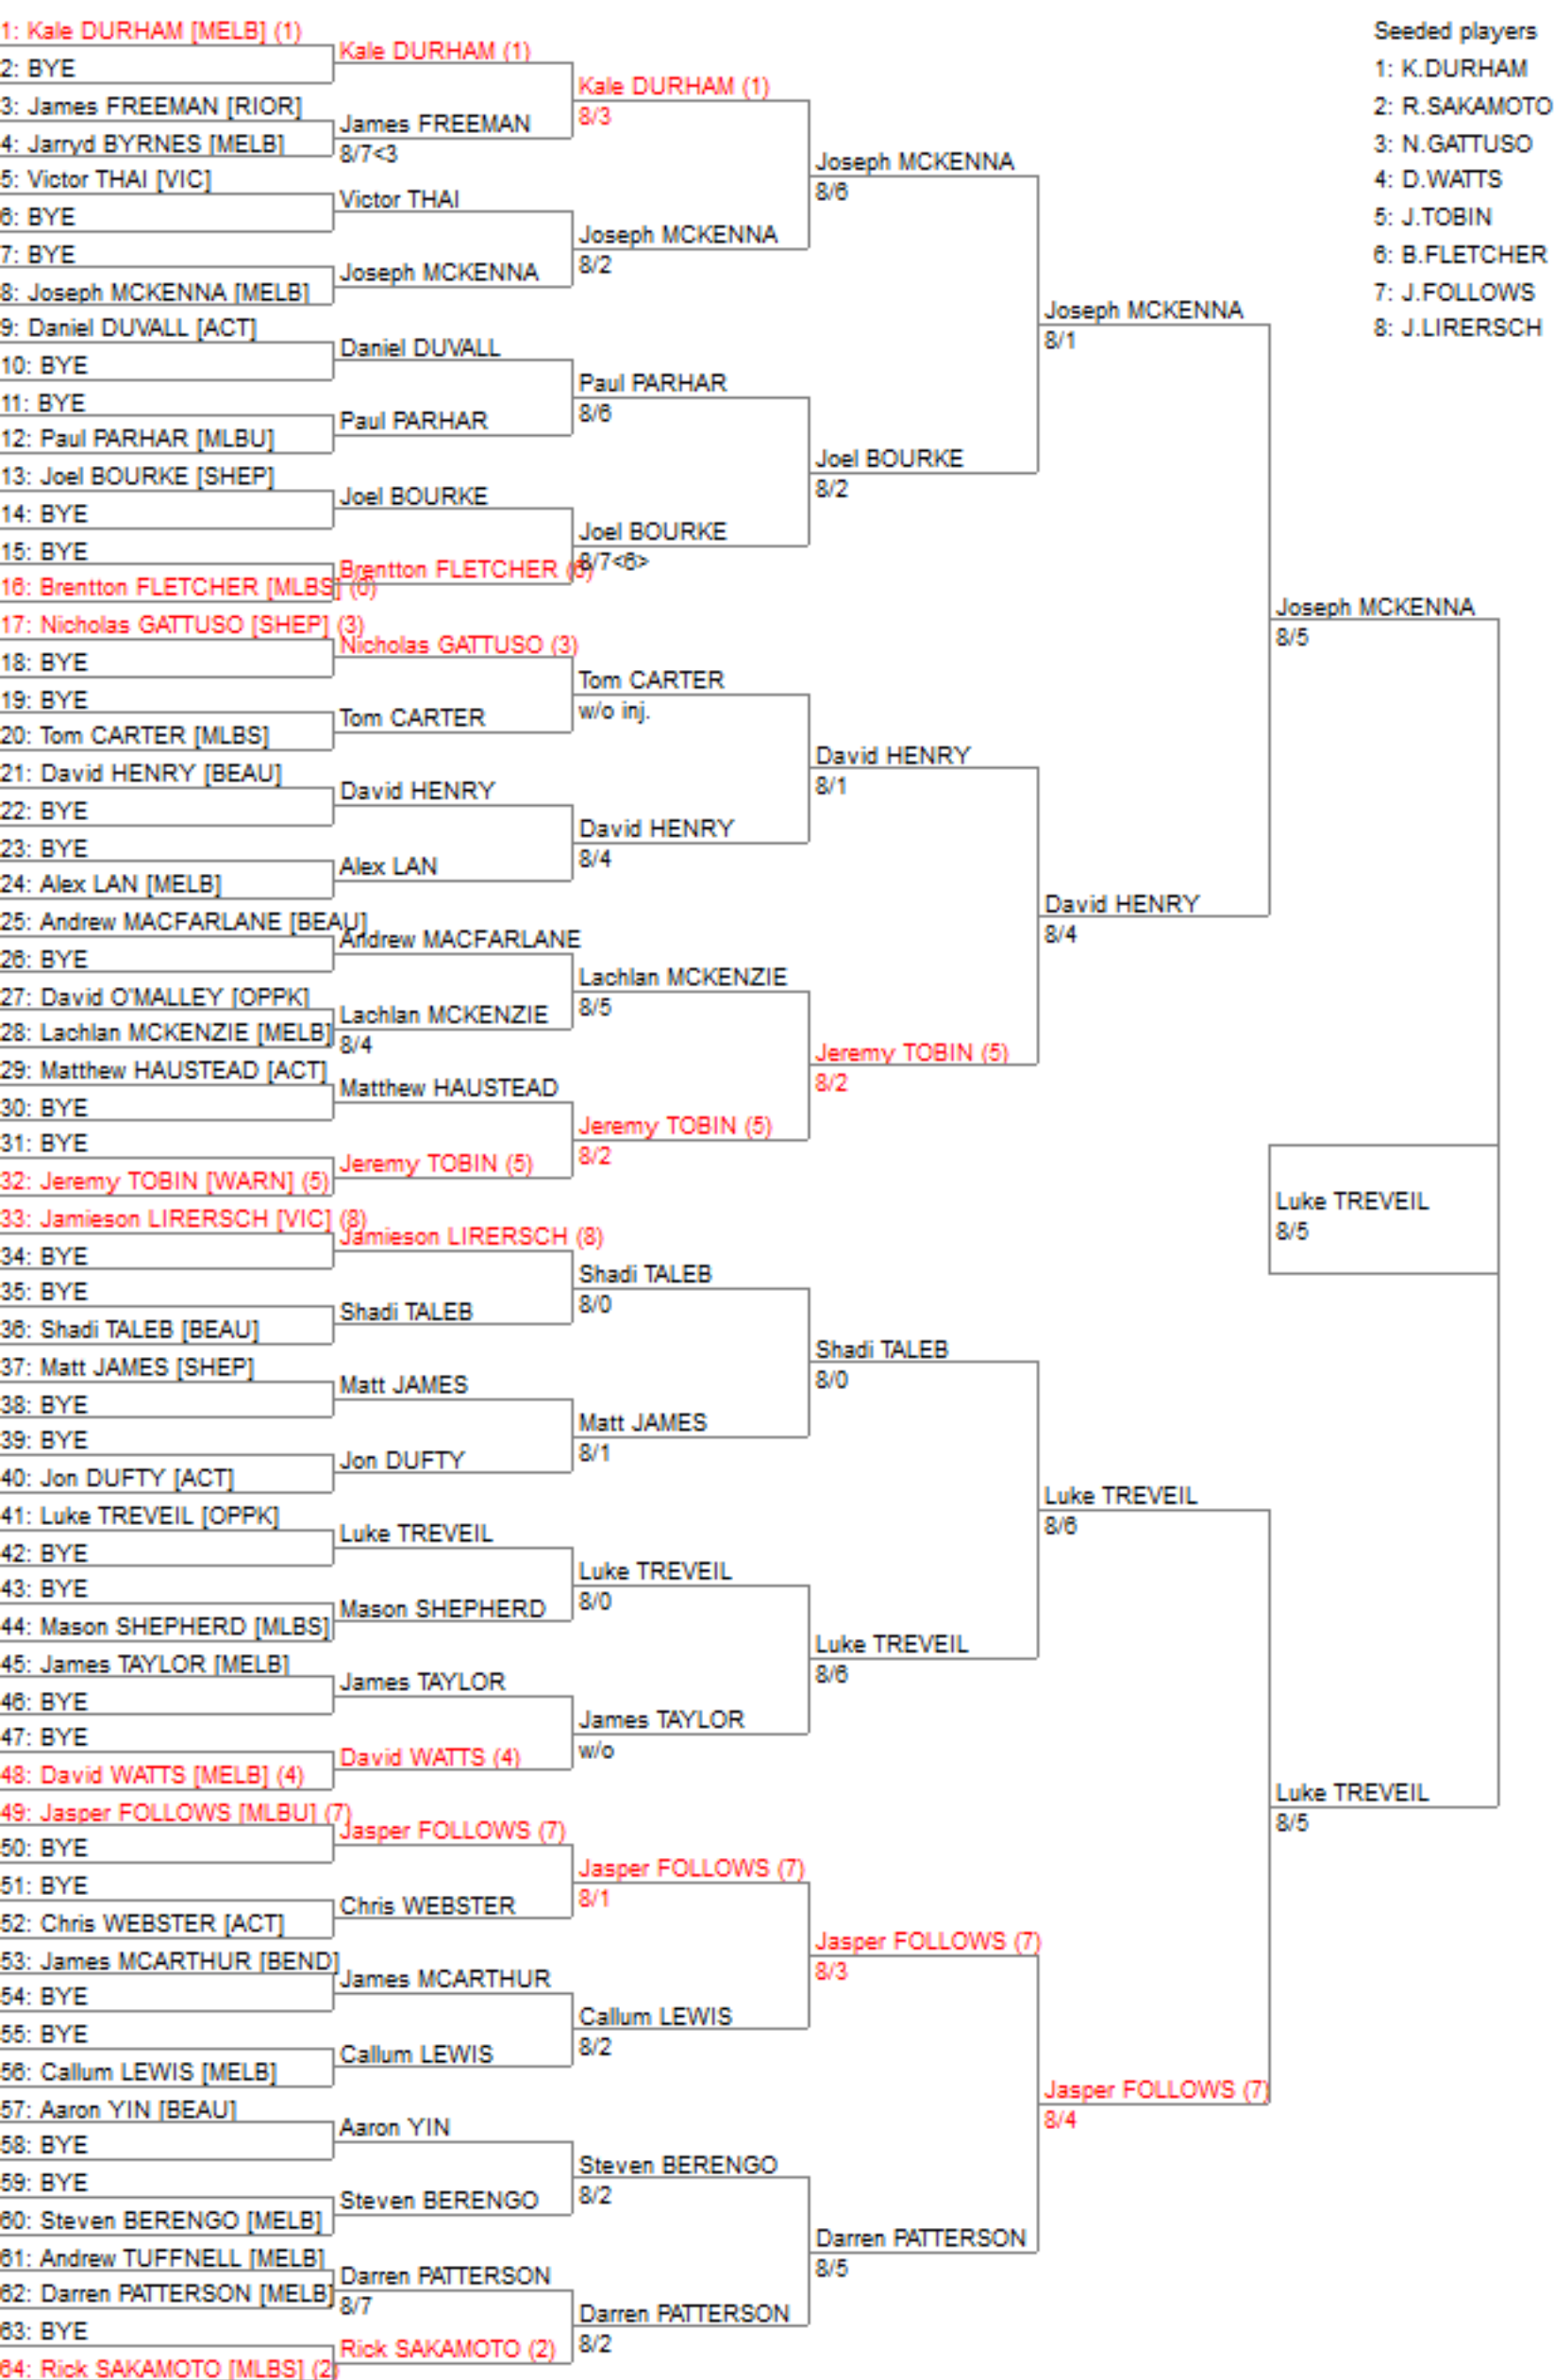 1: Kale DURHAM [MELB] (1)
2: BYE
3: James FREEMAN [RIOR]
4: Jarryd BYRNES [MELB]
5: Victor THAI [VIC]
6: BYE
7: BYE
8: Joseph MCKENNA [MELB]
9: Daniel DUVALL [ACT]
10: BYE
11: BYE
12: Paul PARHAR [MLBU]
13: Joel BOURKE [SHEP]
14: BYE
15: BYE
16: Brentton FLETCHER [MLBS] (6)
17: Nicholas GATTUSO [SHEP] (3)
18: BYE
19: BYE
20: Tom CARTER [MLBS]
21: David HENRY [BEAU]
22: BYE
23: BYE
24: Alex LAN [MELB]
25: Andrew MACFARLANE [BEAU]
26: BYE
27: David O'MALLEY [OPPK]
28: Lachlan MCKENZIE [MELB]
29: Matthew HAUSTEAD [ACT]
30: BYE
31: BYE
32: Jeremy TOBIN [WARN] (5)
33: Jamieson LIRERSCH [VIC] (8)
34: BYE
35: BYE
36: Shadi TALEB [BEAU]
37: Matt JAMES [SHEP]
38: BYE
39: BYE
40: Jon DUFTY [ACT]
41: Luke TREVEIL [OPPK]
42: BYE
43: BYE
44: Mason SHEPHERD [MLBS]
45: James TAYLOR [MELB]
46: BYE
47: BYE
48: David WATTS [MELB] (4)
49: Jasper FOLLOWS [MLBU] (7)
50: BYE
51: BYE
52: Chris WEBSTER [ACT]
53: James MCARTHUR [BEND]
54: BYE
55: BYE
56: Callum LEWIS [MELB]
57: Aaron YIN [BEAU]
58: BYE
59: BYE
60: Steven BERENGO [MELB]
61: Andrew TUFFNELL [MELB]
62: Darren PATTERSON [MELB]
63: BYE
64: Rick SAKAMOTO [MLBS] (2)
Kale DURHAM (1)
James FREEMAN
8/7<3
Victor THAI
Joseph MCKENNA
Daniel DUVALL
Paul PARHAR
Joel BOURKE
Brentton FLETCHER (6)
Nicholas GATTUSO (3)
Tom CARTER
David HENRY
Alex LAN
Andrew MACFARLANE
Lachlan MCKENZIE
8/4
Matthew HAUSTEAD
Jeremy TOBIN (5)
Jamieson LIRERSCH (8)
Shadi TALEB
Matt JAMES
Jon DUFTY
Luke TREVEIL
Mason SHEPHERD
James TAYLOR
David WATTS (4)
Jasper FOLLOWS (7)
Chris WEBSTER
James MCARTHUR
Callum LEWIS
Aaron YIN
Steven BERENGO
Darren PATTERSON
8/7
Rick SAKAMOTO (2)
Kale DURHAM (1)
8/3
Joseph MCKENNA
8/2
Paul PARHAR
8/6
Joel BOURKE
8/7<6>
Tom CARTER
w/o inj.
David HENRY
8/4
Lachlan MCKENZIE
8/5
Jeremy TOBIN (5)
8/2
Shadi TALEB
8/0
Matt JAMES
8/1
Luke TREVEIL
8/0
James TAYLOR
w/o
Jasper FOLLOWS (7)
8/1
Callum LEWIS
8/2
Steven BERENGO
8/2
Darren PATTERSON
8/2
Joseph MCKENNA
8/6
Joel BOURKE
8/2
David HENRY
8/1
Jeremy TOBIN (5)
8/2
Shadi TALEB
8/0
Luke TREVEIL
8/6
Jasper FOLLOWS (7)
8/3
Darren PATTERSON
8/5
Joseph MCKENNA
8/1
David HENRY
8/4
Luke TREVEIL
8/6
Jasper FOLLOWS (7)
8/4
Joseph MCKENNA
8/5
Luke TREVEIL
8/5
Luke TREVEIL
8/5
Seeded players
1: K.DURHAM
2: R.SAKAMOTO
3: N.GATTUSO
4: D.WATTS
5: J.TOBIN
6: B.FLETCHER
7: J.FOLLOWS
8: J.LIRERSCH